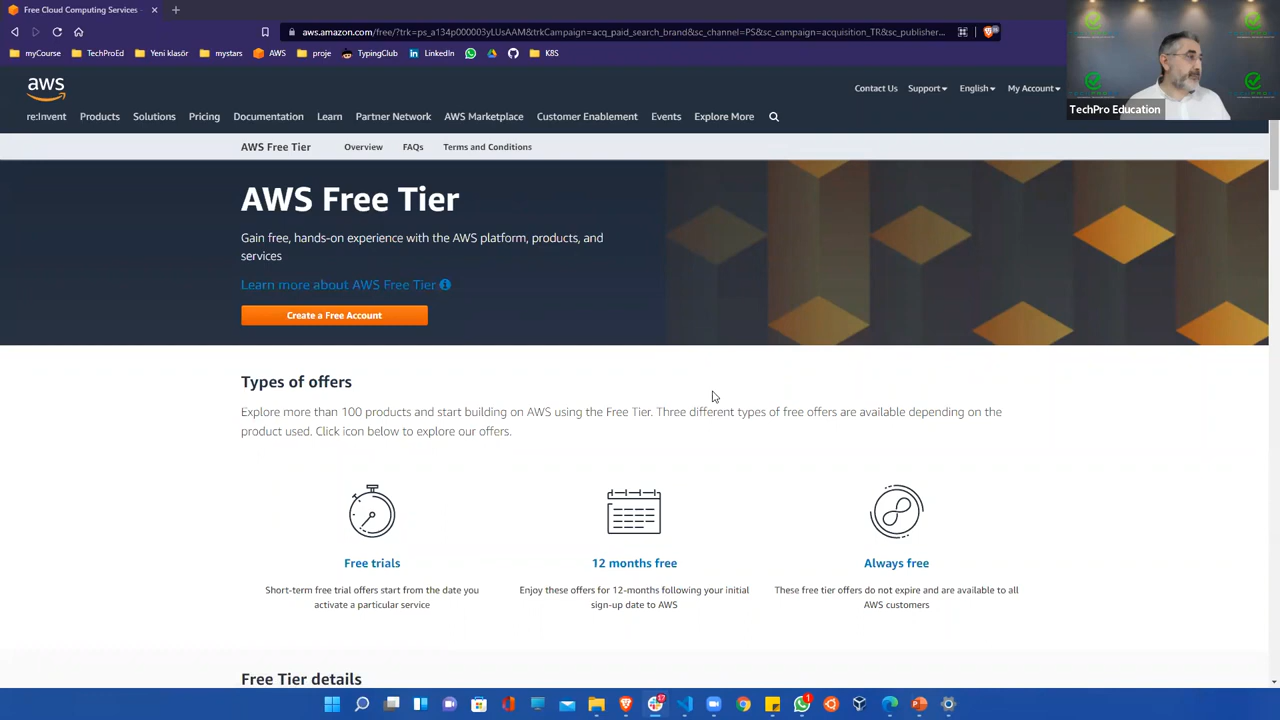 Free Cloud Computing Services -
aws.amazon.com/free/?trk=ps_a134p000003yLUsAAM&trkCampaign=acq_paid_search_brand&sc_channel=PS&sc_campaign=acquisition_TR&sc_publisher...
myCourse TechProEd Yeni klasör mystars AWS proje TypingClub LinkedIn K8S
aws
Contact Us Support English My Account
TechPro Education
re:Invent Products Solutions Pricing Documentation Learn Partner Network AWS Marketplace Customer Enablement Events Explore More
AWS Free Tier Overview FAQs Terms and Conditions
AWS Free Tier
Gain free, hands-on experience with the AWS platform, products, and
services
Learn more about AWS Free Tier
Create a Free Account
Types of offers
Explore more than 100 products and start building on AWS using the Free Tier. Three different types of free offers are available depending on the
product used. Click icon below to explore our offers.
Free trials 12 months free Always free
Short-term free trial offers start from the date you Enjoy these offers for 12-months following your initial These free tier offers do not expire and are available to all
activate a particular service sign-up date to AWS AWS customers
Free Tier details
17
1